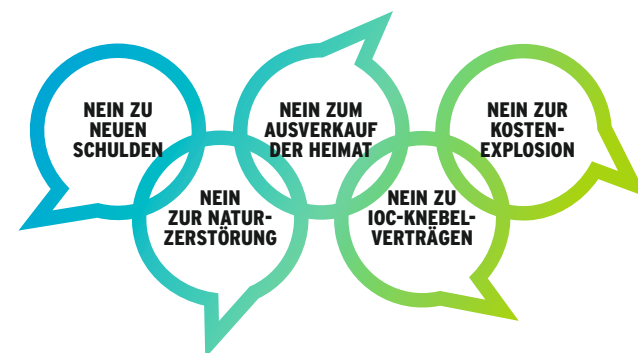 NEIN ZU
NEUEN
SCHULDEN
NEIN ZUM
AUSVERKAUF
DER HEIMAT
NEIN ZUR
KOSTEN-
EXPLOSION
NEIN
ZUR NATUR-
ZERSTÖRUNG
NEIN ZU
IOC-KNEBEL-
VERTRÄGEN